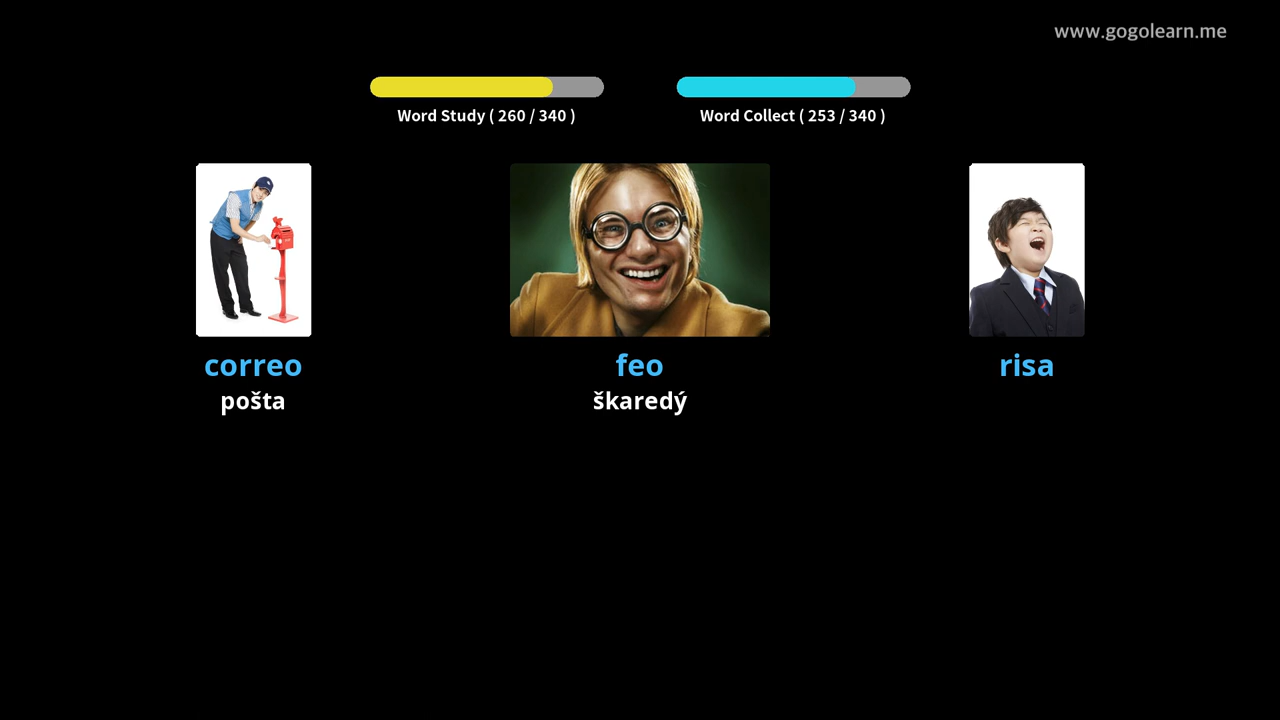 www.gogolearn.me
Word Study ( 260 / 340 )
Word Collect ( 253 / 340 )
correo
feo
risa
pošta
škaredý